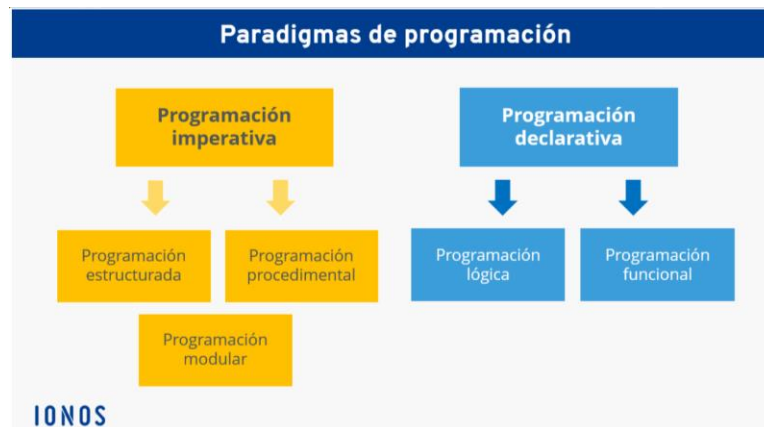 Paradigmas de programación
Programación
imperativa
Programación
declarativa
Programación
estructurada
Programación
procedimental
Programación
lógica
Programación
funcional
Programación
modular
IONOS